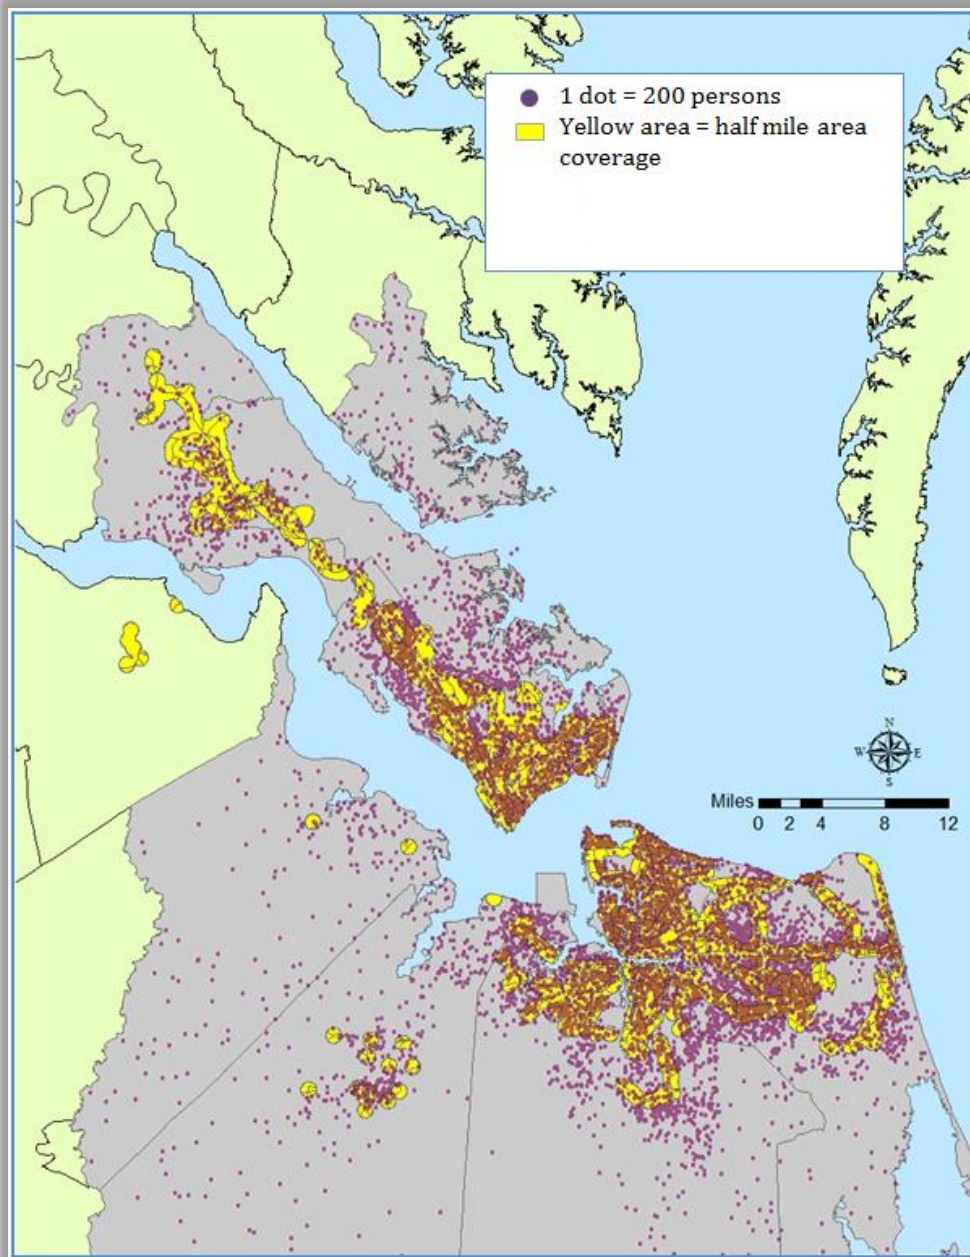 1 dot = 200 persons
Yellow area = half mile area
coverage
N
W E
S
Miles
0 2 4 8 12